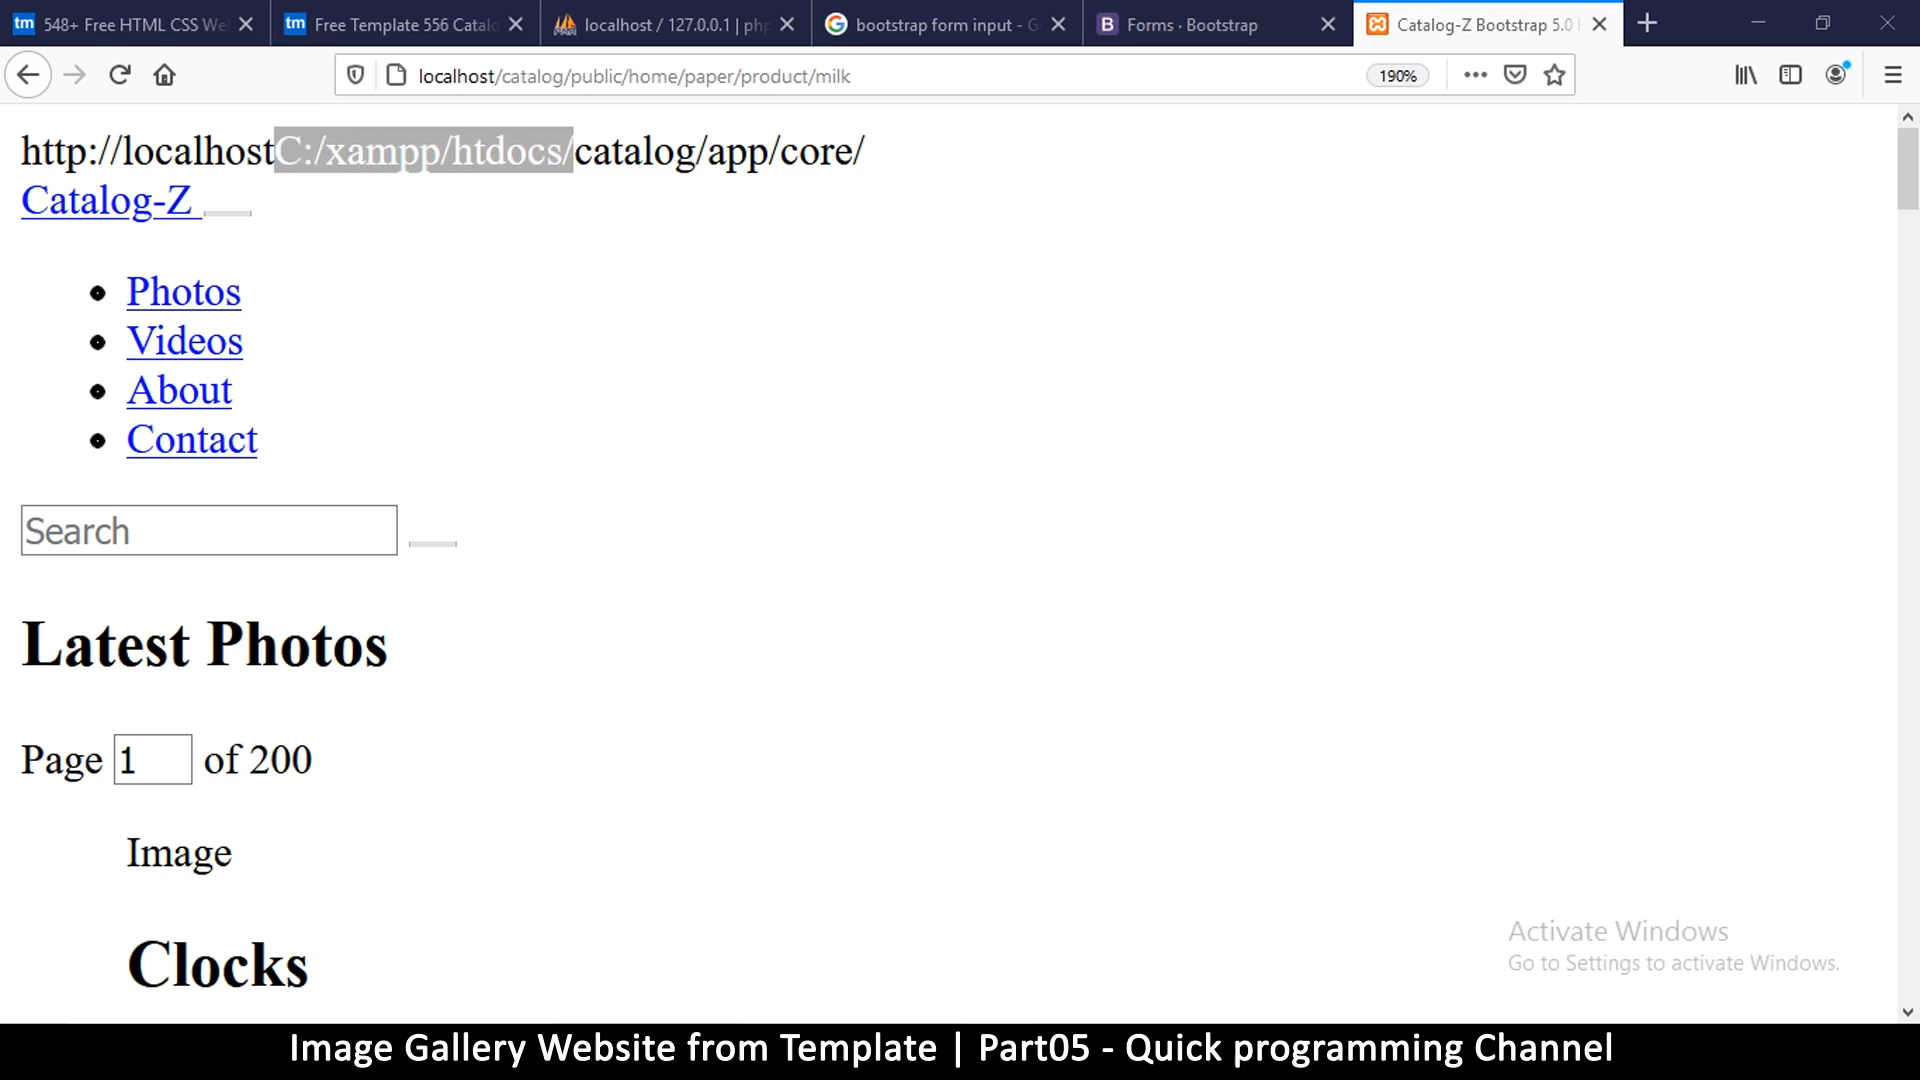 548+ Free HTML CSS We
Free Template 556 Catalo
localhost / 127.0.0.1 | php
bootstrap form input - G
Forms · Bootstrap
Catalog-Z Bootstrap 5.0
localhost/catalog/public/home/paper/product/milk
190%
http://localhostC:/xampp/htdocs/catalog/app/core/
Catalog-Z
Photos
Videos
About
Contact
Search
Latest Photos
Page 1 of 200
Image
Clocks
Activate Windows
Go to Settings to activate Windows.
Image Gallery Website from Template | Part05 - Quick programming Channel